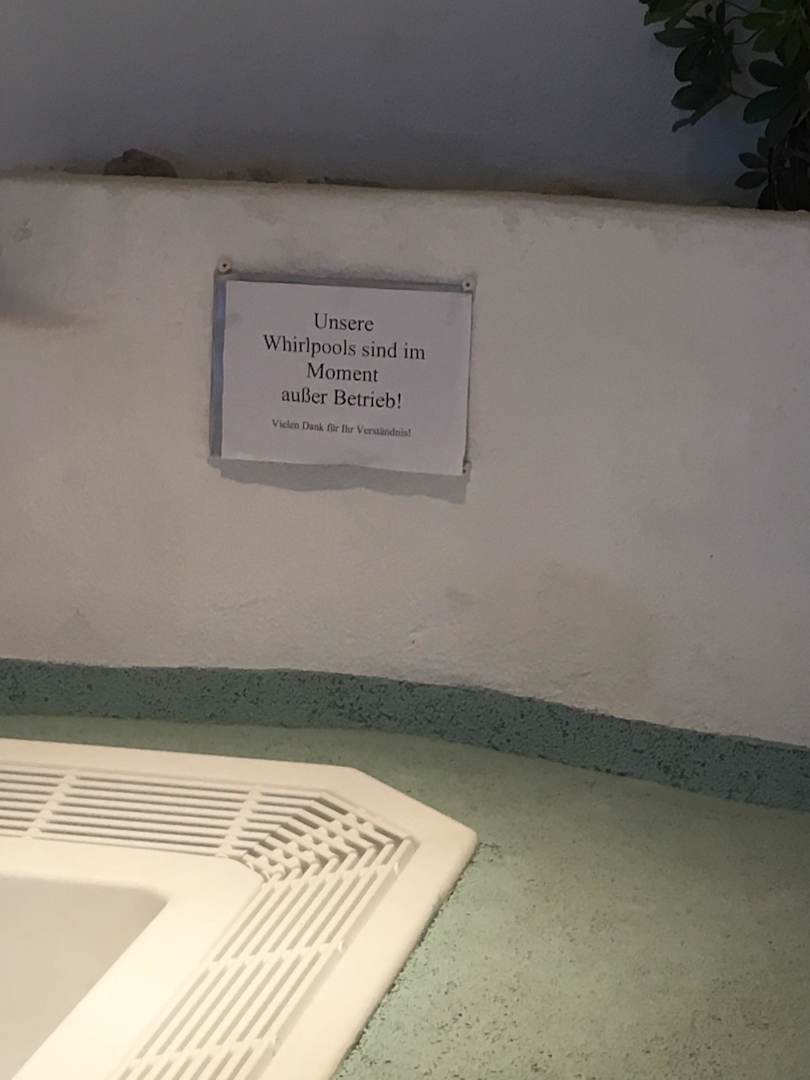 Unsere
Whirlpools sind im
Moment
außer Betrieb!
Vielen Dank für Ihr Verständnis!